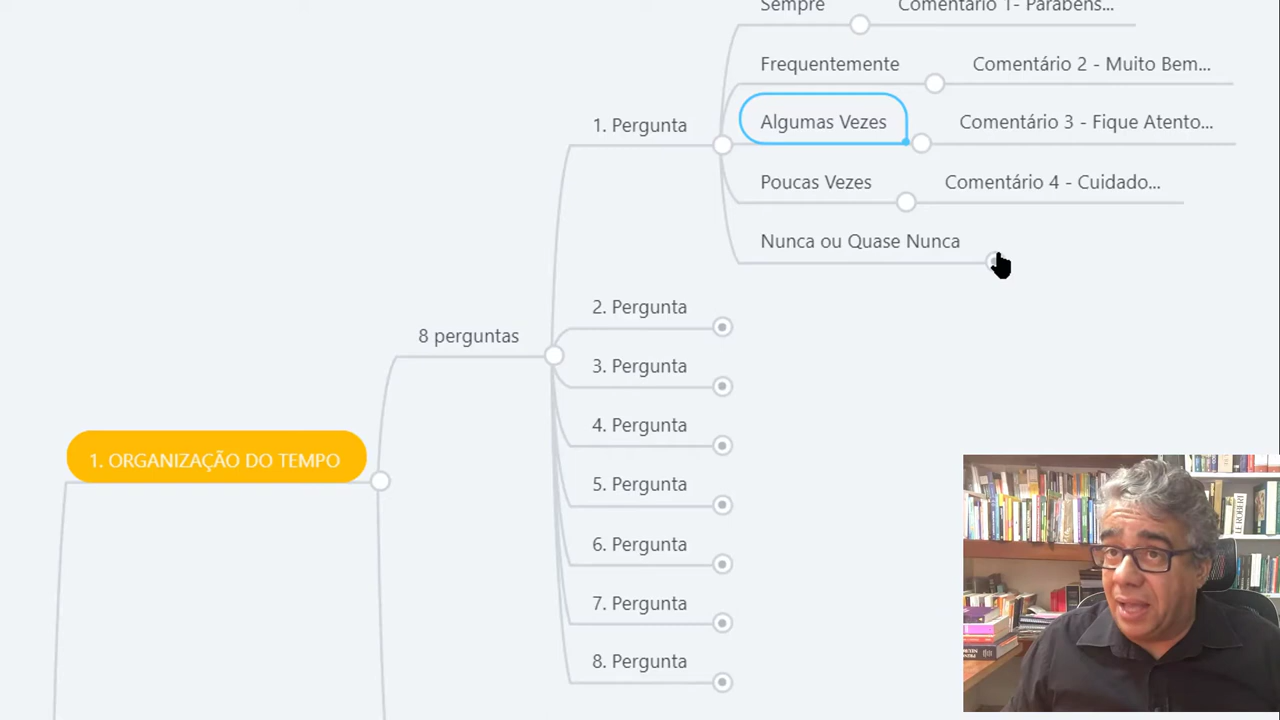 Sempre
Comentário 1- Parabéns...
Frequentemente
Comentário 2 - Muito Bem...
1. Pergunta
Algumas Vezes
Comentário 3 - Fique Atento...
Poucas Vezes
Comentário 4 - Cuidado...
Nunca ou Quase Nunca
8 perguntas
2. Pergunta
3. Pergunta
4. Pergunta
5. Pergunta
6. Pergunta
7. Pergunta
8. Pergunta
1. ORGANIZAÇÃO DO TEMPO
LE ROBERT